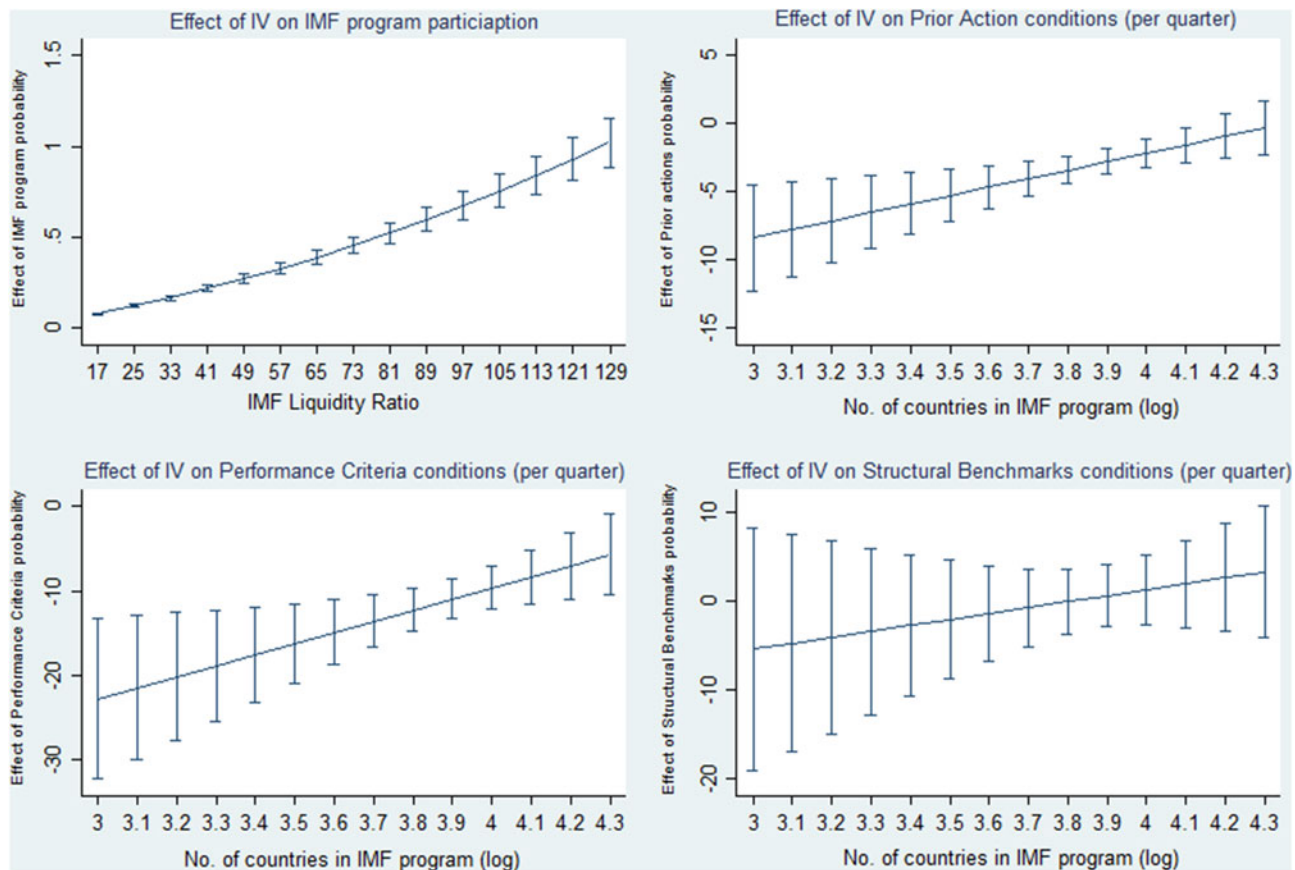 Effect of IV on IMF program particiaption
Effect of IMF program probability
1.5
1
.5
0
17 25 33 41 49 57 65 73 81 89 97 105 113 121 129
IMF Liquidity Ratio
Effect of IV on Prior Action conditions (per quarter)
Effect of Prior actions probability
5
0
-5
-10
-15
3 3.1 3.2 3.3 3.4 3.5 3.6 3.7 3.8 3.9 4 4.1 4.2 4.3
No. of countries in IMF program (log)
Effect of IV on Performance Criteria conditions (per quarter)
Effect of Performance Criteria probability
0
-10
-20
-30
3 3.1 3.2 3.3 3.4 3.5 3.6 3.7 3.8 3.9 4 4.1 4.2 4.3
No. of countries in IMF program (log)
Effect of IV on Structural Benchmarks conditions (per quarter)
Effect of Structural Benchmarks probability
10
0
-10
-20
3 3.1 3.2 3.3 3.4 3.5 3.6 3.7 3.8 3.9 4 4.1 4.2 4.3
No. of countries in IMF program (log)